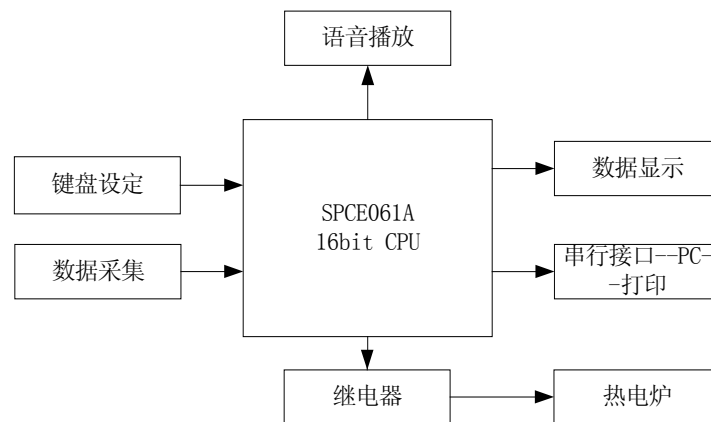 语音播放
键盘设定
数据采集
SPCE061A
16bit CPU
数据显示
串行接口--PC-
-打印
继电器
热电炉